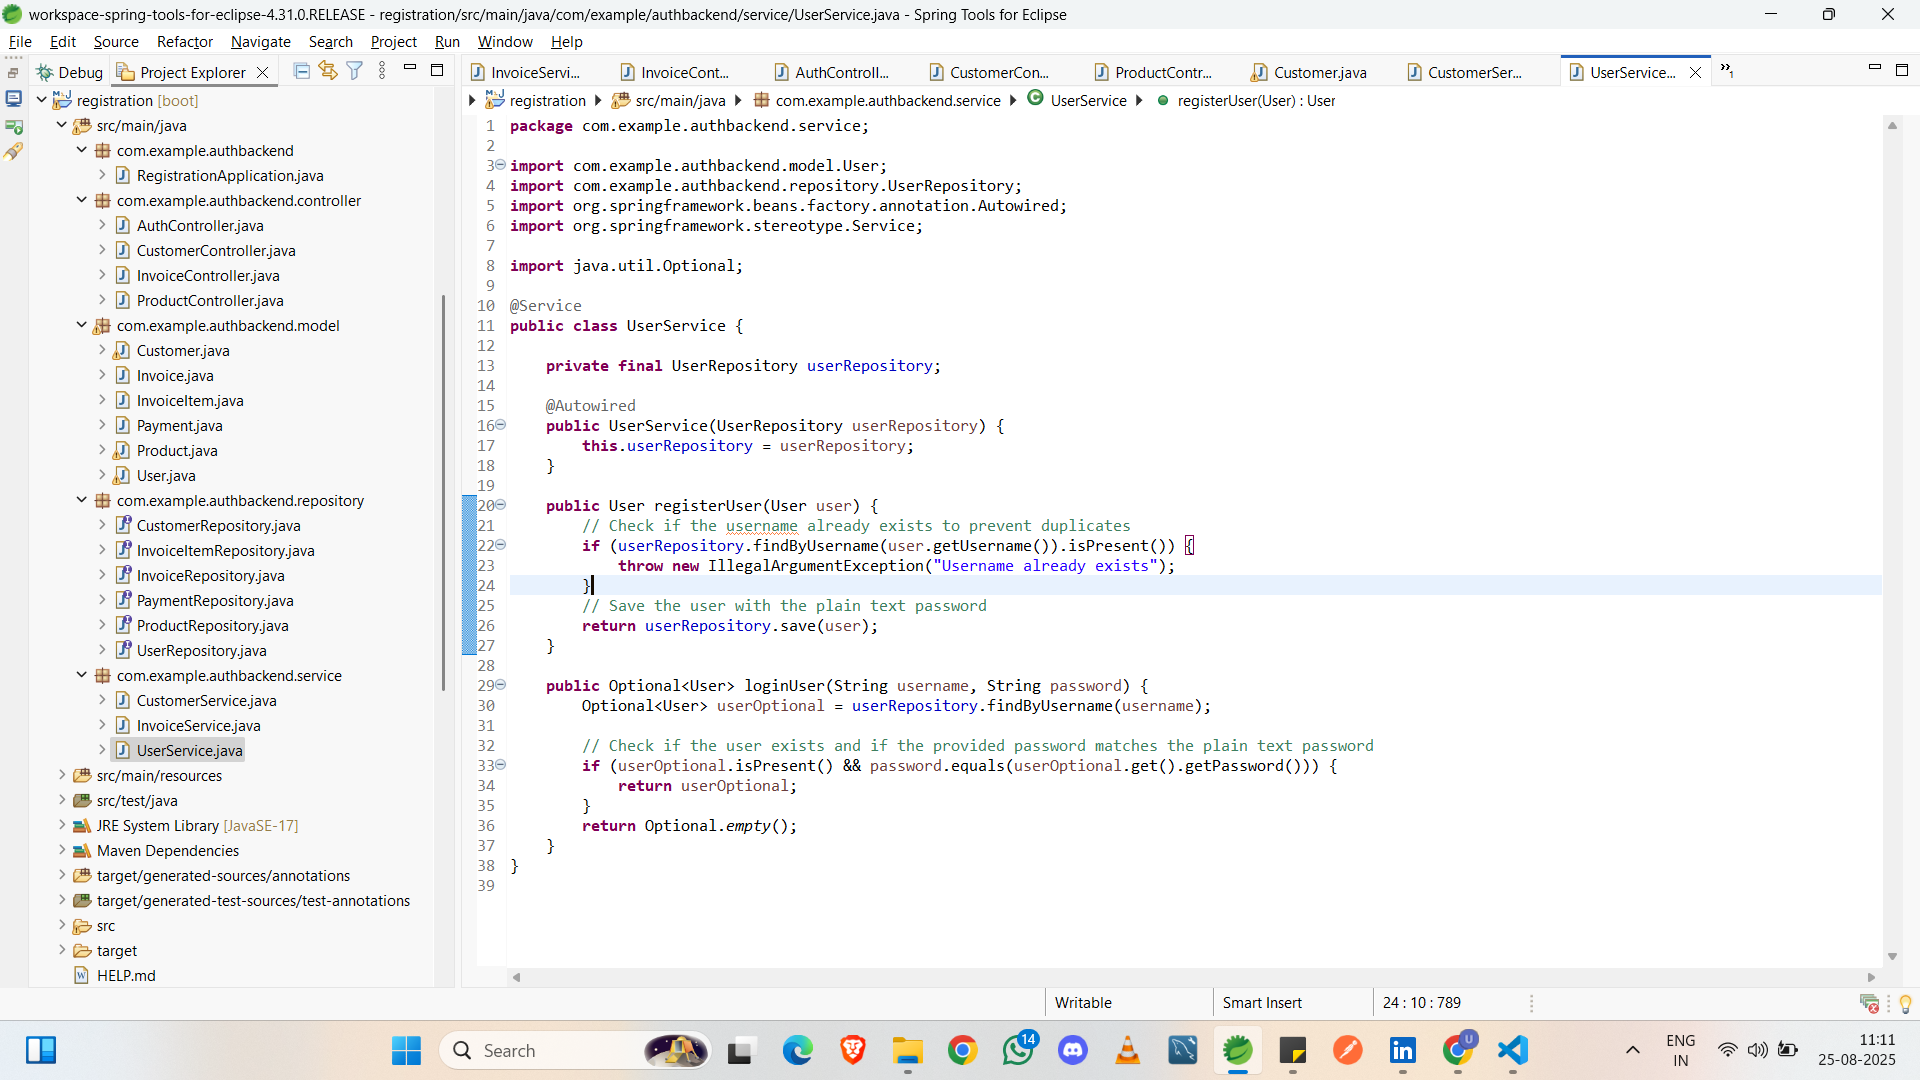 workspace-spring-tools-for-eclipse-4.31.0.RELEASE - registration/src/main/java/com/example/authbackend/service/UserService.java - Spring Tools for Eclipse
File Edit Source Refactor Navigate Search Project Run Window Help
Debug Project Explorer
InvoiceServi... InvoiceCont... AuthControll... CustomerCon... ProductContr... Customer.java CustomerSer... UserService... »1
registration src/main/java com.example.authbackend.service UserService registerUser(User) : User
registration [boot]
src/main/java
com.example.authbackend
RegistrationApplication.java
com.example.authbackend.controller
AuthController.java
CustomerController.java
InvoiceController.java
ProductController.java
com.example.authbackend.model
Customer.java
Invoice.java
InvoiceItem.java
Payment.java
Product.java
User.java
com.example.authbackend.repository
CustomerRepository.java
InvoiceItemRepository.java
InvoiceRepository.java
PaymentRepository.java
ProductRepository.java
UserRepository.java
com.example.authbackend.service
CustomerService.java
InvoiceService.java
UserService.java
src/main/resources
src/test/java
JRE System Library [JavaSE-17]
Maven Dependencies
target/generated-sources/annotations
target/generated-test-sources/test-annotations
src
target
HELP.md
1 package com.example.authbackend.service;
2
3 import com.example.authbackend.model.User;
4 import com.example.authbackend.repository.UserRepository;
5 import org.springframework.beans.factory.annotation.Autowired;
6 import org.springframework.stereotype.Service;
7
8 import java.util.Optional;
9
10 @Service
11 public class UserService {
12
13     private final UserRepository userRepository;
14
15     @Autowired
16     public UserService(UserRepository userRepository) {
17         this.userRepository = userRepository;
18     }
19
20     public User registerUser(User user) {
21         // Check if the username already exists to prevent duplicates
22         if (userRepository.findByUsername(user.getUsername()).isPresent()) {
23             throw new IllegalArgumentException("Username already exists");
24         }
25         // Save the user with the plain text password
26         return userRepository.save(user);
27     }
28
29     public Optional<User> loginUser(String username, String password) {
30         Optional<User> userOptional = userRepository.findByUsername(username);
31
32         // Check if the user exists and if the provided password matches the plain text password
33         if (userOptional.isPresent() && password.equals(userOptional.get().getPassword())) {
34             return userOptional;
35         }
36         return Optional.empty();
37     }
38 }
39
Writable Smart Insert 24 : 10 : 789
Search 14 U ENG IN 11:11 25-08-2025